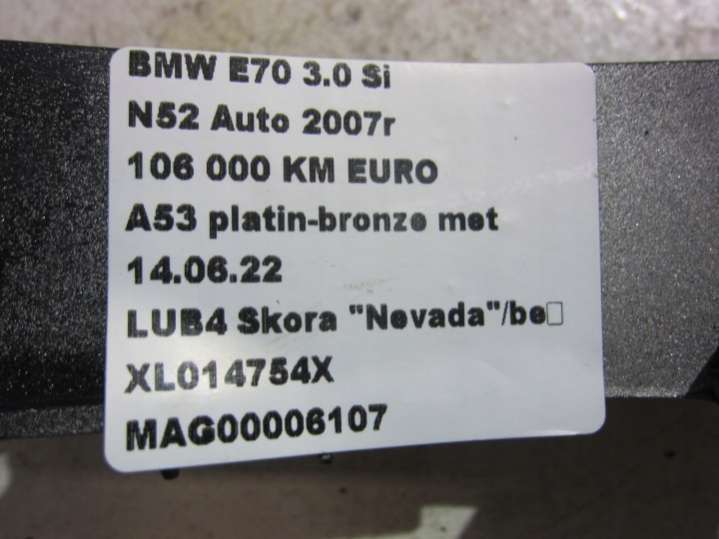 BMW E70 3.0 Si
N52 Auto 2007r
106 000 KM EURO
A53 platin-bronze met
14.06.22
LUB4 Skora "Nevada"/be□
XL014754X
MAG00006107